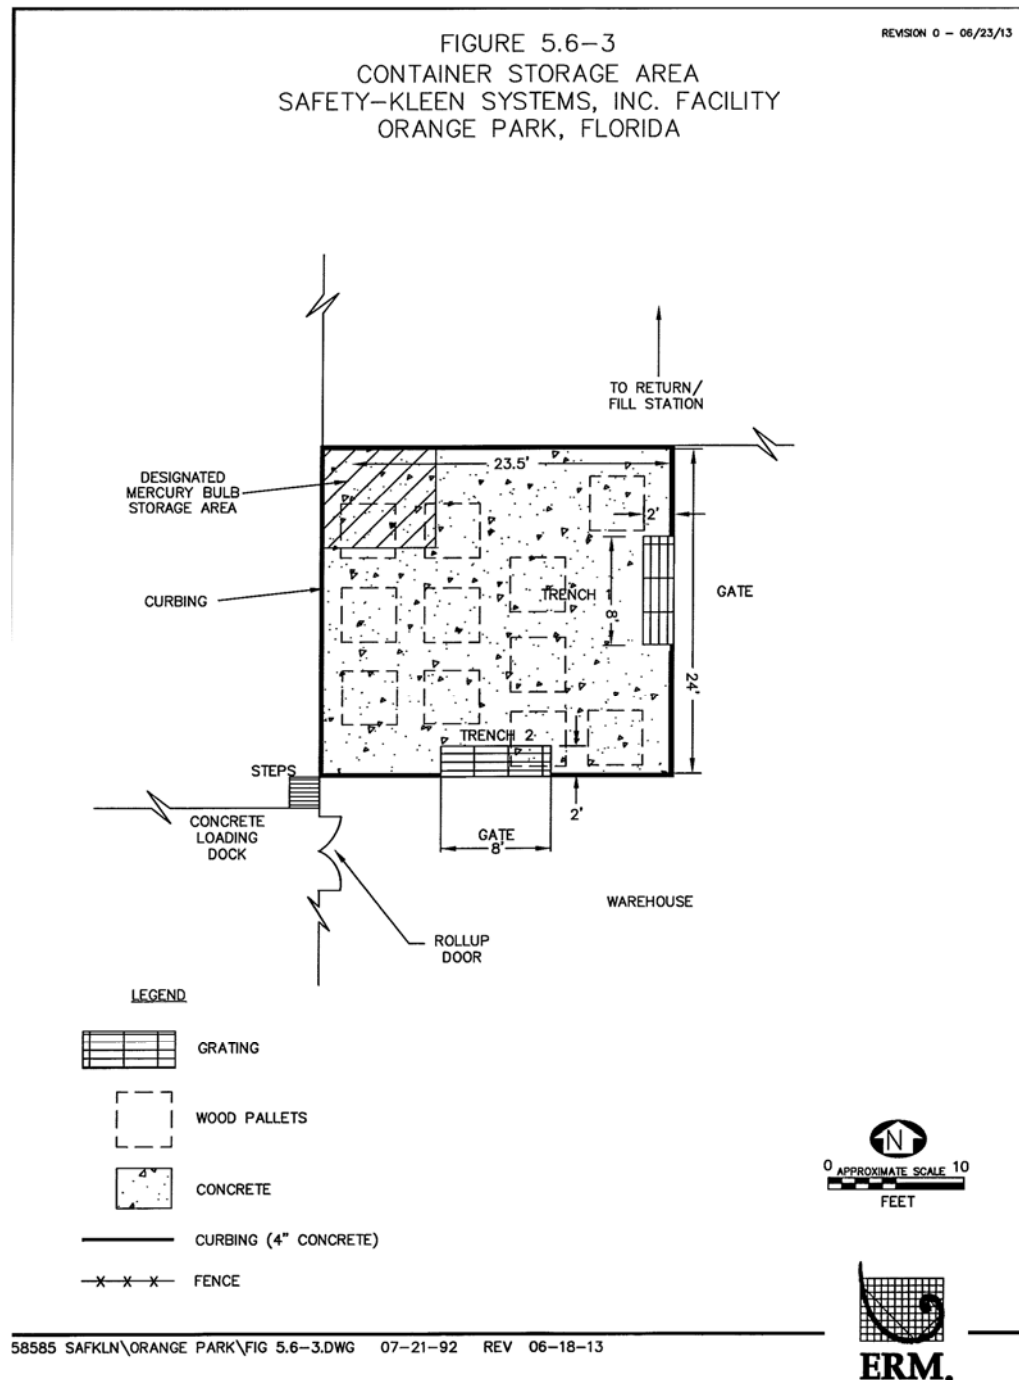 REVISION 0 - 06/23/13
FIGURE 5.6-3
CONTAINER STORAGE AREA
SAFETY-KLEEN SYSTEMS, INC. FACILITY
ORANGE PARK, FLORIDA
TO RETURN/
FILL STATION
DESIGNATED
MERCURY BULB
STORAGE AREA
23.5'
2'
CURBING
TRENCH 1
8'
GATE
24'
TRENCH 2
STEPS
2'
CONCRETE
LOADING
DOCK
GATE
8'
WAREHOUSE
ROLLUP
DOOR
LEGEND
GRATING
WOOD PALLETS
CONCRETE
CURBING (4" CONCRETE)
X X X
FENCE
N
0 APPROXIMATE SCALE 10
FEET
58585 SAFKLN\ORANGE PARK\FIG 5.6-3.DWG 07-21-92 REV 06-18-13
ERM.